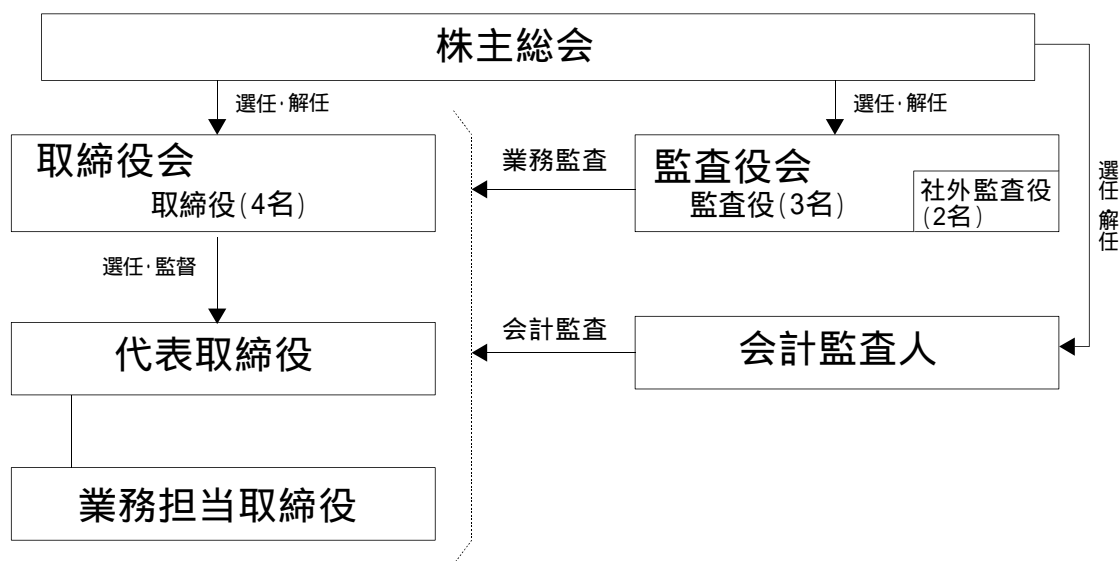 株主総会
選任・解任
選任・解任
取締役会
取締役(4名)
業務監査
監査役会
監査役(3名)
社外監査役
(2名)
選任・解任
選任・監督
代表取締役
会計監査
会計監査人
業務担当取締役